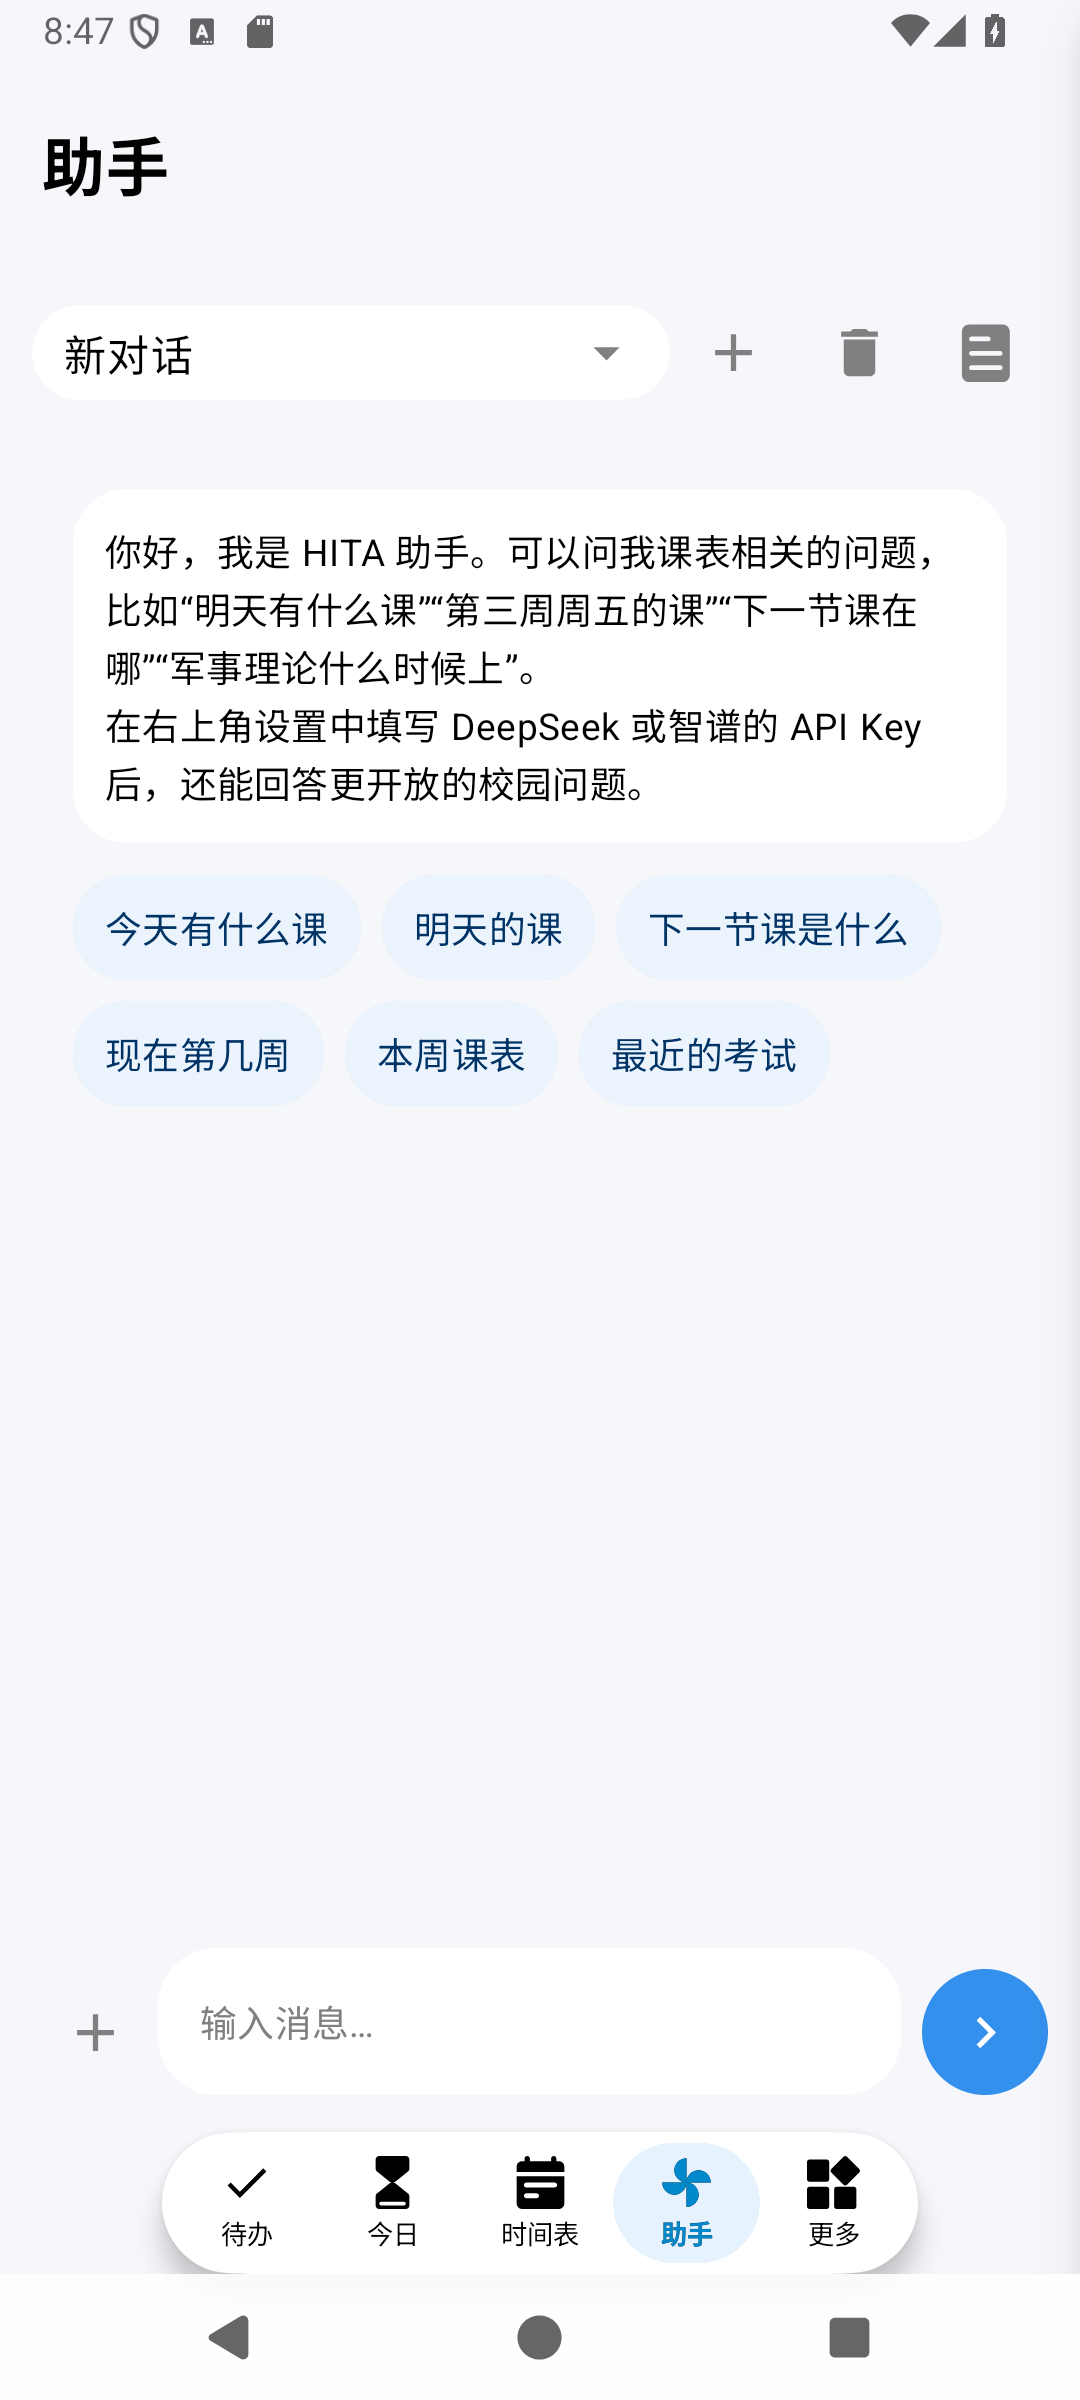 8:47
助手
新对话
你好，我是 HITA 助手。可以问我课表相关的问题，
比如“明天有什么课”“第三周周五的课”“下一节课在
哪”“军事理论什么时候上”。
在右上角设置中填写 DeepSeek 或智谱的 API Key
后，还能回答更开放的校园问题。
今天有什么课 明天的课 下一节课是什么
现在第几周 本周课表 最近的考试
输入消息...
待办 今日 时间表 助手 更多